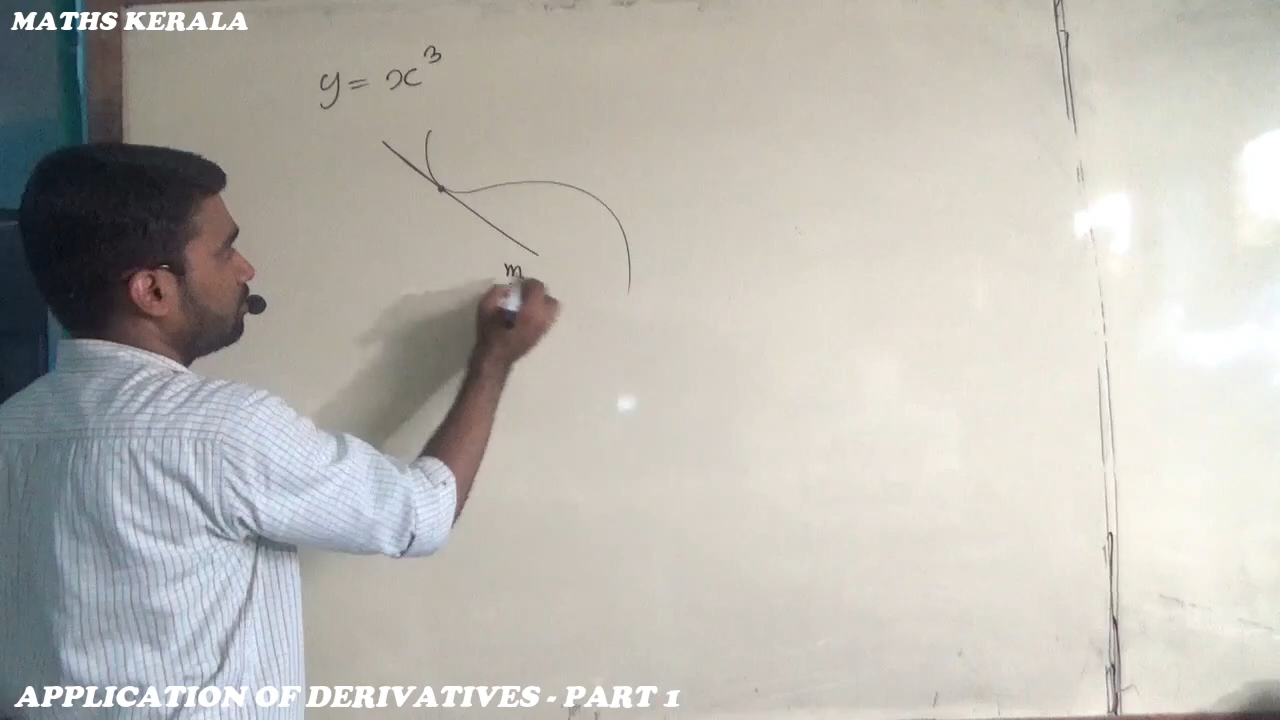 MATHS KERALA
y = x³
m
APPLICATION OF DERIVATIVES - PART 1